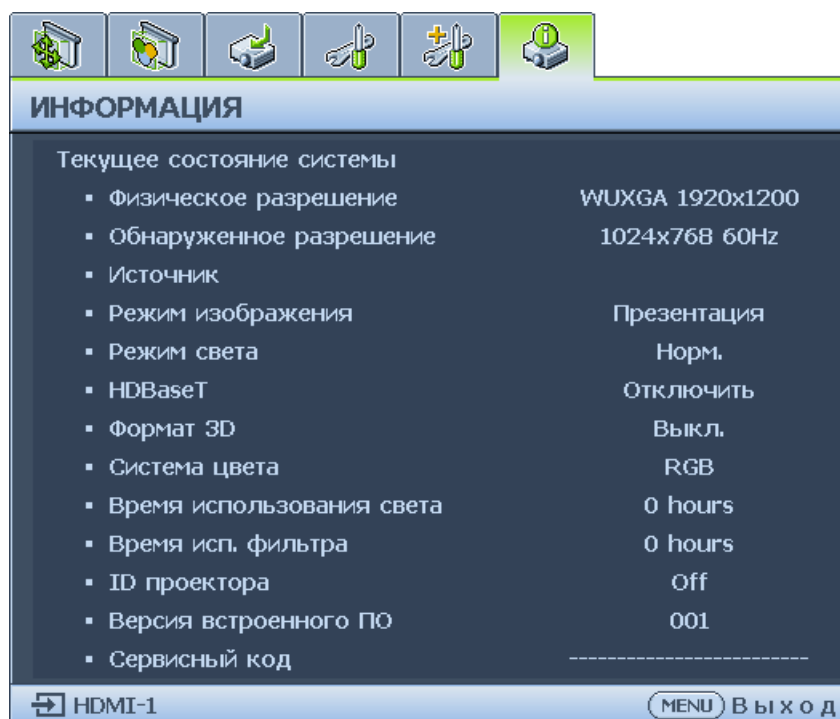 ИНФОРМАЦИЯ
Текущее состояние системы
▪ Физическое разрешение WUXGA 1920x1200
▪ Обнаруженное разрешение 1024x768 60Hz
▪ Источник
▪ Режим изображения Презентация
▪ Режим света Норм.
▪ HDBaseT Отключить
▪ Формат 3D Выкл.
▪ Система цвета RGB
▪ Время использования света 0 hours
▪ Время исп. фильтра 0 hours
▪ ID проектора Off
▪ Версия встроенного ПО 001
▪ Сервисный код ------------------------
HDMI-1 MENU Выход